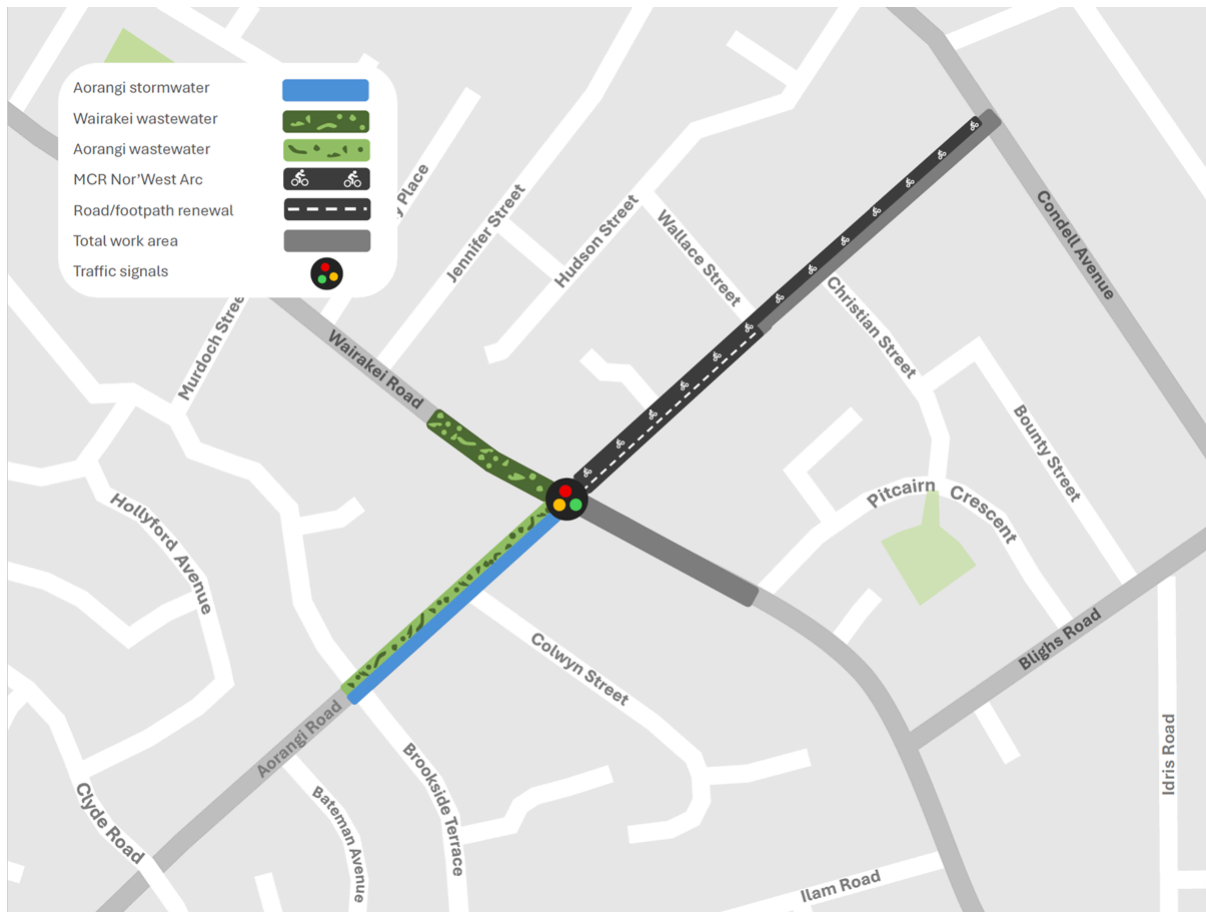 Aorangi stormwater
Wairakei wastewater
Aorangi wastewater
MCR Nor'West Arc
Road/footpath renewal
Total work area
Traffic signals
Place
Jennifer Street
Hudson Street
Wallace Street
Condell Avenue
Christian Street
Murdoch Street
Wairakei Road
Bounty Street
Pitcairn Crescent
Hollyford Avenue
Colwyn Street
Blighs Road
Aorangi Road
Idris Road
Brookside Terrace
Clyde Road
Bateman Avenue
Ilam Road